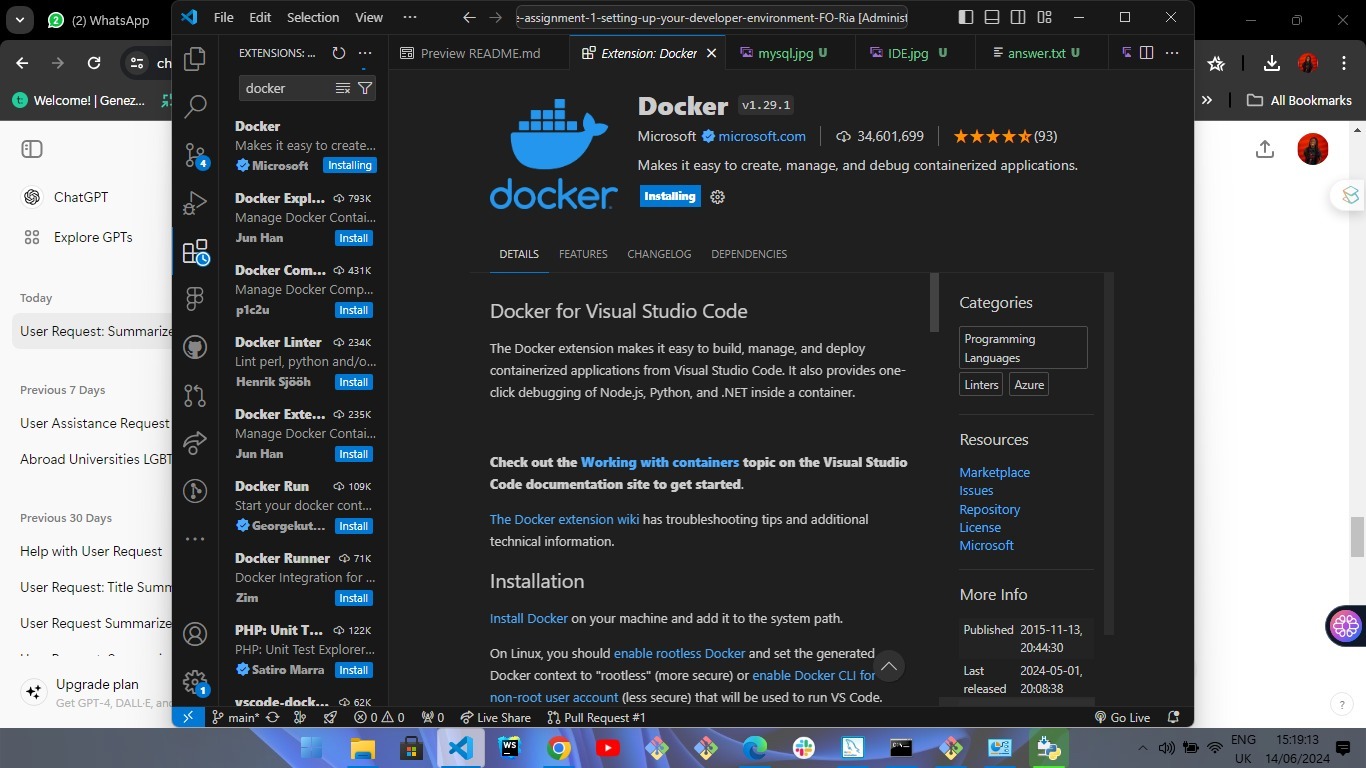 (2) WhatsApp
File Edit Selection View
e-assignment-1-setting-up-your-developer-environment-FO-Ria [Administ
ch
Welcome! | Genez...
All Bookmarks
ChatGPT
Explore GPTs
Today
User Request: Summarize
Previous 7 Days
User Assistance Request
Abroad Universities LGBT
Previous 30 Days
Help with User Request
User Request: Title Summ
User Request Summarize
Upgrade plan
Get GPT-4, DALL·E, and
EXTENSIONS: ...
docker
Docker
Makes it easy to create...
Microsoft Installing
Docker Expl... 793K
Manage Docker Contai...
Jun Han Install
Docker Com... 431K
Manage Docker Comp...
p1c2u Install
Docker Linter 234K
Lint perl, python and/o...
Henrik Sjööh Install
Docker Exte... 235K
Manage Docker Contai...
Jun Han Install
Docker Run 109K
Start your docker cont...
Georgekut... Install
Docker Runner 71K
Docker Integration for ...
Zim Install
PHP: Unit T... 122K
PHP: Unit Test Explorer...
Satiro Marra Install
vscode-dock... 62K
4
1
Preview README.md Extension: Docker mysql.jpg U IDE.jpg U answer.txt U
docker
Docker v1.29.1
Microsoft microsoft.com 34,601,699 (93)
Makes it easy to create, manage, and debug containerized applications.
Installing
DETAILS FEATURES CHANGELOG DEPENDENCIES
Docker for Visual Studio Code
The Docker extension makes it easy to build, manage, and deploy
containerized applications from Visual Studio Code. It also provides one-
click debugging of Node.js, Python, and .NET inside a container.
Check out the Working with containers topic on the Visual Studio
Code documentation site to get started.
The Docker extension wiki has troubleshooting tips and additional
technical information.
Installation
Install Docker on your machine and add it to the system path.
On Linux, you should enable rootless Docker and set the generated
Docker context to "rootless" (more secure) or enable Docker CLI for
non-root user account (less secure) that will be used to run VS Code.
Categories
Programming
Languages
Linters Azure
Resources
Marketplace
Issues
Repository
License
Microsoft
More Info
Published 2015-11-13,
20:44:30
Last 2024-05-01,
released 20:08:38
main* 0 0 0 Live Share Pull Request #1 Go Live
?
WS
ENG 15:19:13
UK 14/06/2024